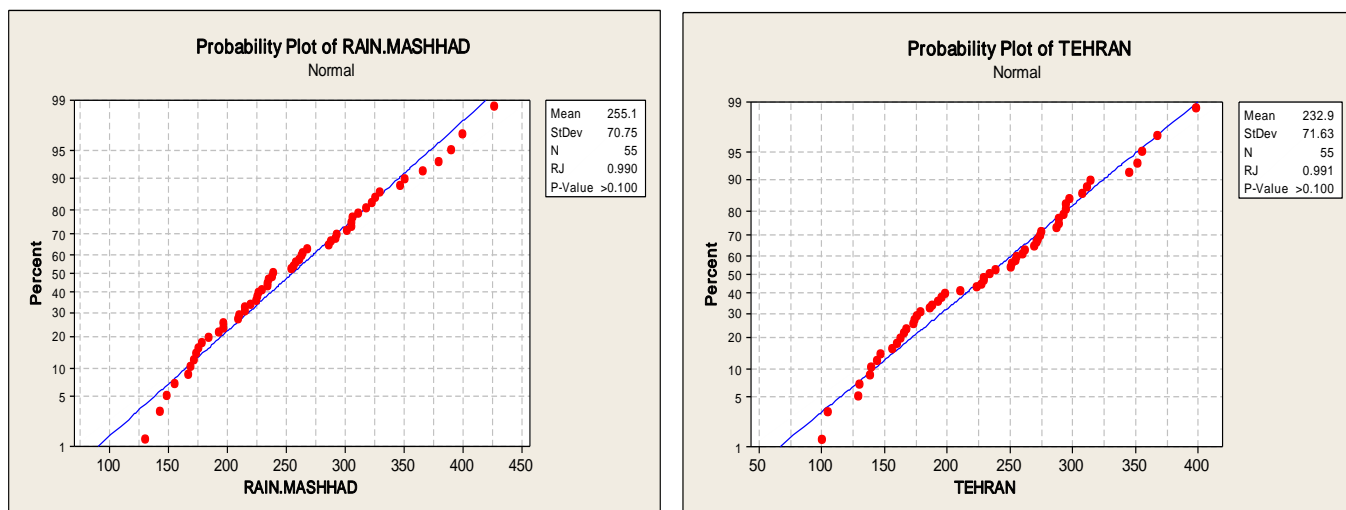 Probability Plot of RAIN.MASHHAD
Normal
99
95
90
80
70
60
50
40
30
20
10
5
1
Percent
100 150 200 250 300 350 400 450
RAIN.MASHHAD
Mean 255.1
StDev 70.75
N 55
RJ 0.990
P-Value >0.100
Probability Plot of TEHRAN
Normal
99
95
90
80
70
60
50
40
30
20
10
5
1
Percent
50 100 150 200 250 300 350 400
TEHRAN
Mean 232.9
StDev 71.63
N 55
RJ 0.991
P-Value >0.100